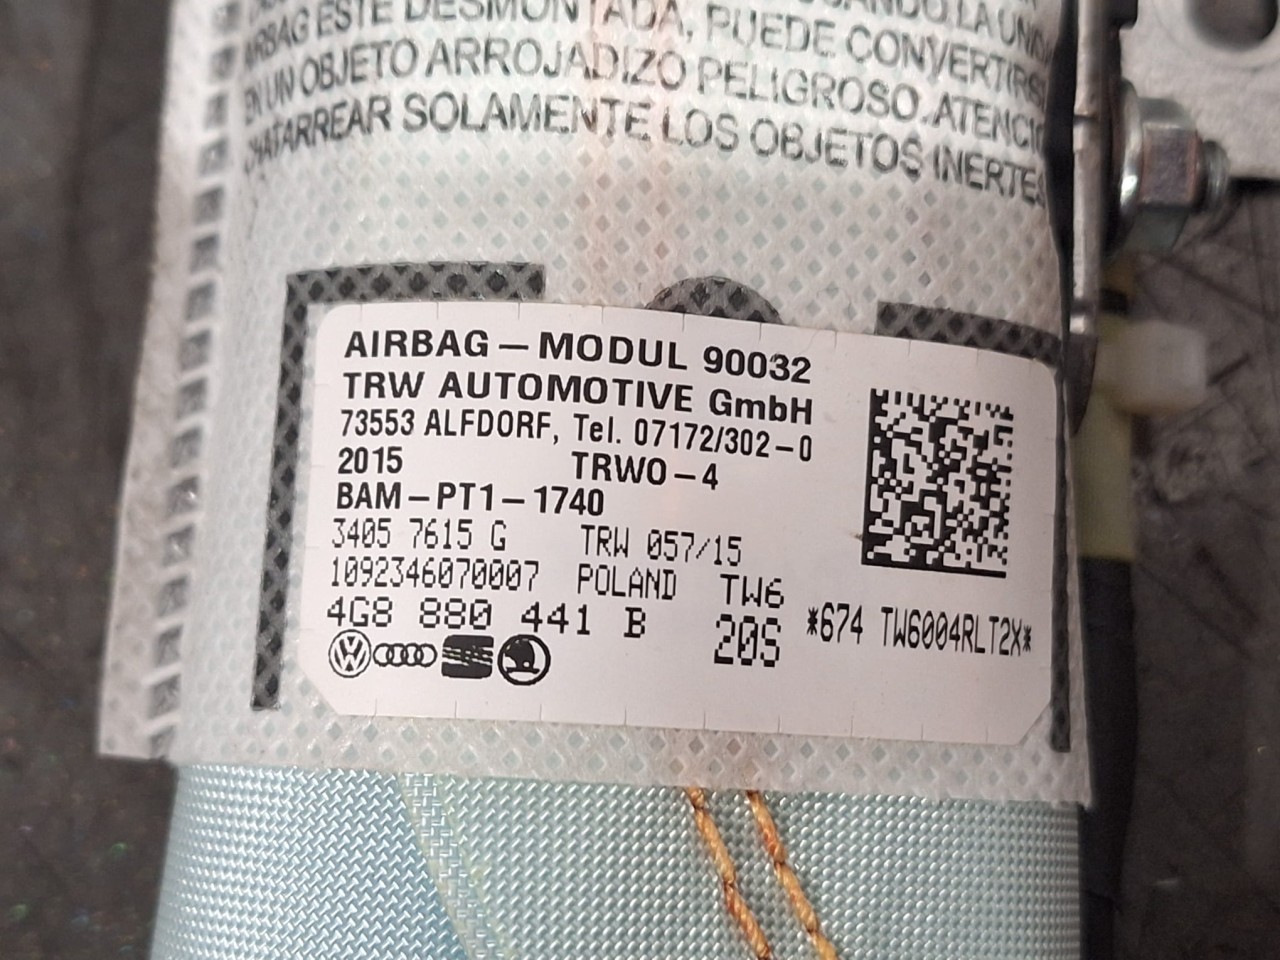 AIRBAG ESTE DESMONTADA, PUEDE CONVERTIRSE
EN UN OBJETO ARROJADIZO PELIGROSO. ATENCIÓ
CHATARREAR SOLAMENTE LOS OBJETOS INERTES
AIRBAG – MODUL 90032
TRW AUTOMOTIVE GmbH
73553 ALFDORF, Tel. 07172/302-0
2015 TRWO-4
BAM-PT1-1740
3405 7615 G TRW 057/15
1092346070007 POLAND TW6
4G8 880 441 B 20S *674 TW6004RLT2X*